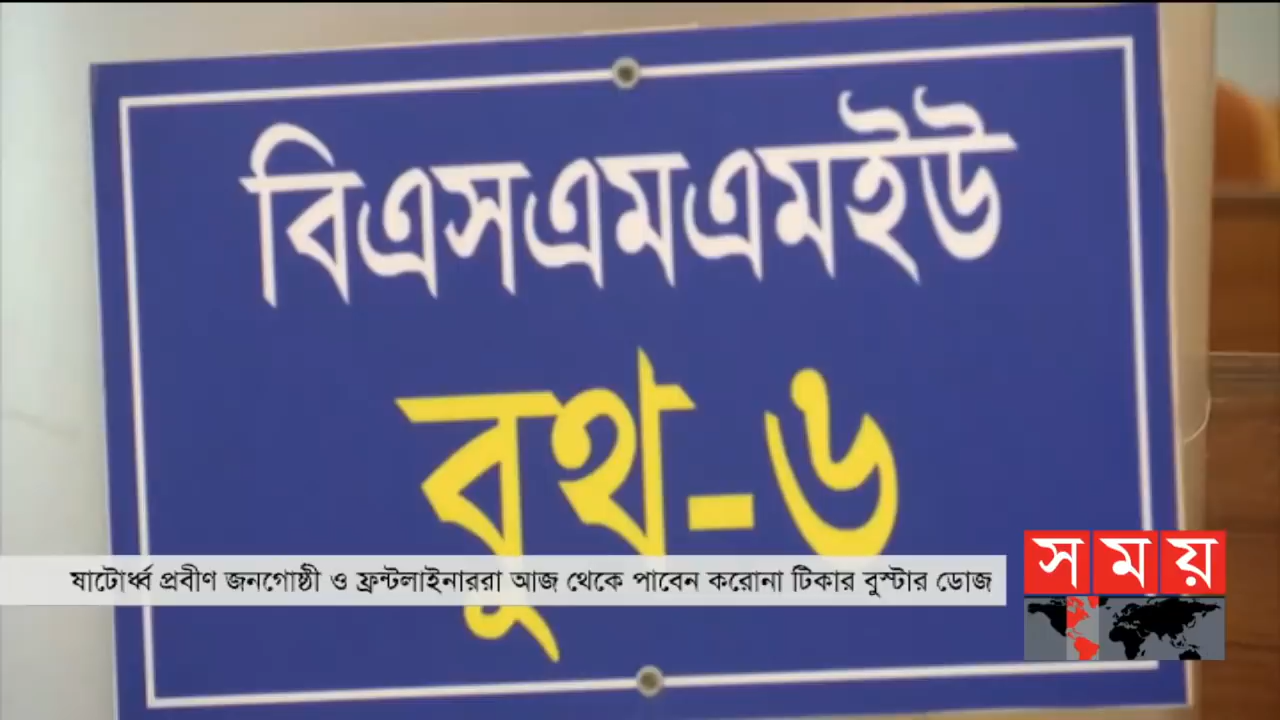 বিএসএমএমইউ
বূথ-৬
ষাটোর্ধ্ব প্রবীণ জনগোষ্ঠী ও ফ্রন্টলাইনাররা আজ থেকে পাবেন করোনা টিকার বুস্টার ডোজ
সময়